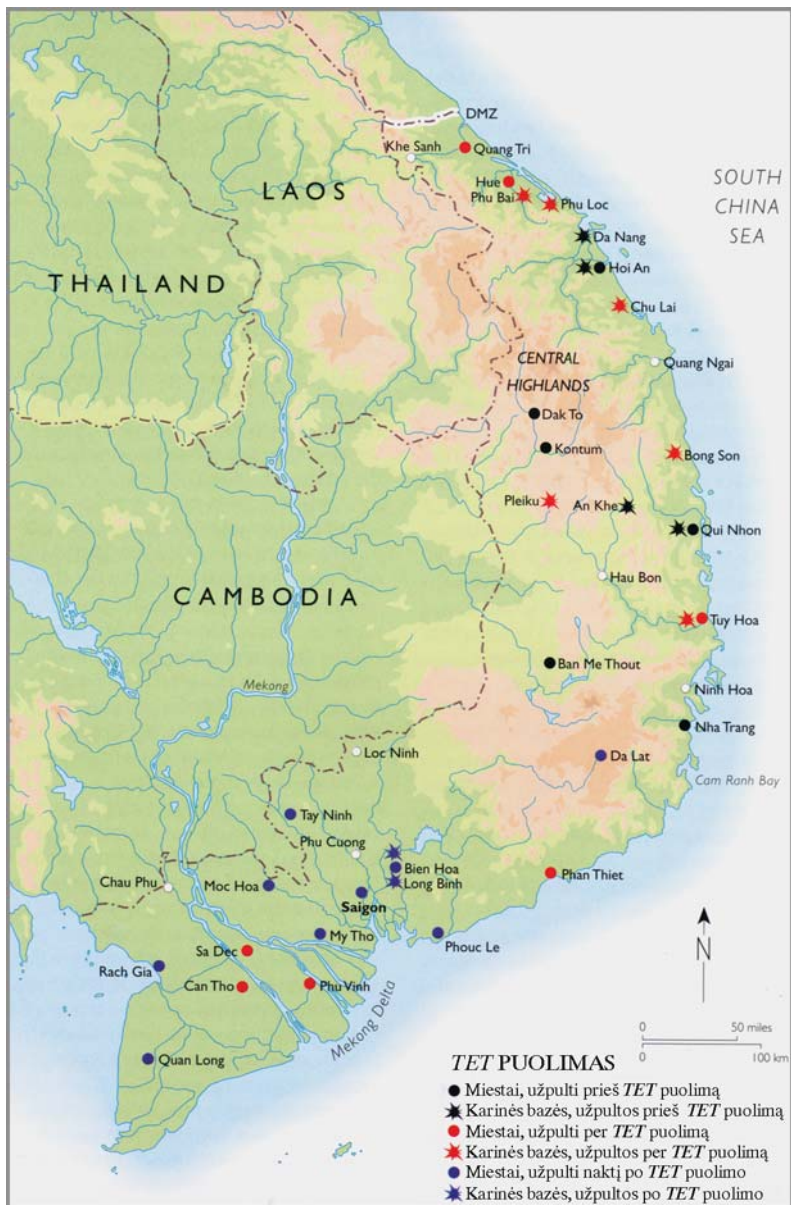 DMZ
Khe Sanh
Quang Tri
LAOS
Hue
Phu Bai
Phu Loc
SOUTH
CHINA
SEA
Da Nang
Hoi An
THAILAND
Chu Lai
CENTRAL
HIGHLANDS
Quang Ngai
Dak To
Kontum
Bong Son
Pleiku
An Khe
Qui Nhon
Hau Bon
CAMBODIA
Tuy Hoa
Ban Me Thout
Mekong
Ninh Hoa
Nha Trang
Loc Ninh
Da Lat
Cam Ranh Bay
Tay Ninh
Phu Cuong
Bien Hoa
Phan Thiet
Chau Phu
Moc Hoa
Long Binh
Saigon
My Tho
Phouc Le
N
Sa Dec
Rach Gia
Can Tho
Phu Vinh
Mekong Delta
Quan Long
0 50 miles
0 100 km
TET PUOLIMAS
Miestai, užpulti prieš TET puolimą
Karinės bazės, užpultos prieš TET puolimą
Miestai, užpulti per TET puolimą
Karinės bazės, užpultos per TET puolimą
Miestai, užpulti naktį po TET puolimo
Karinės bazės, užpultos po TET puolimo